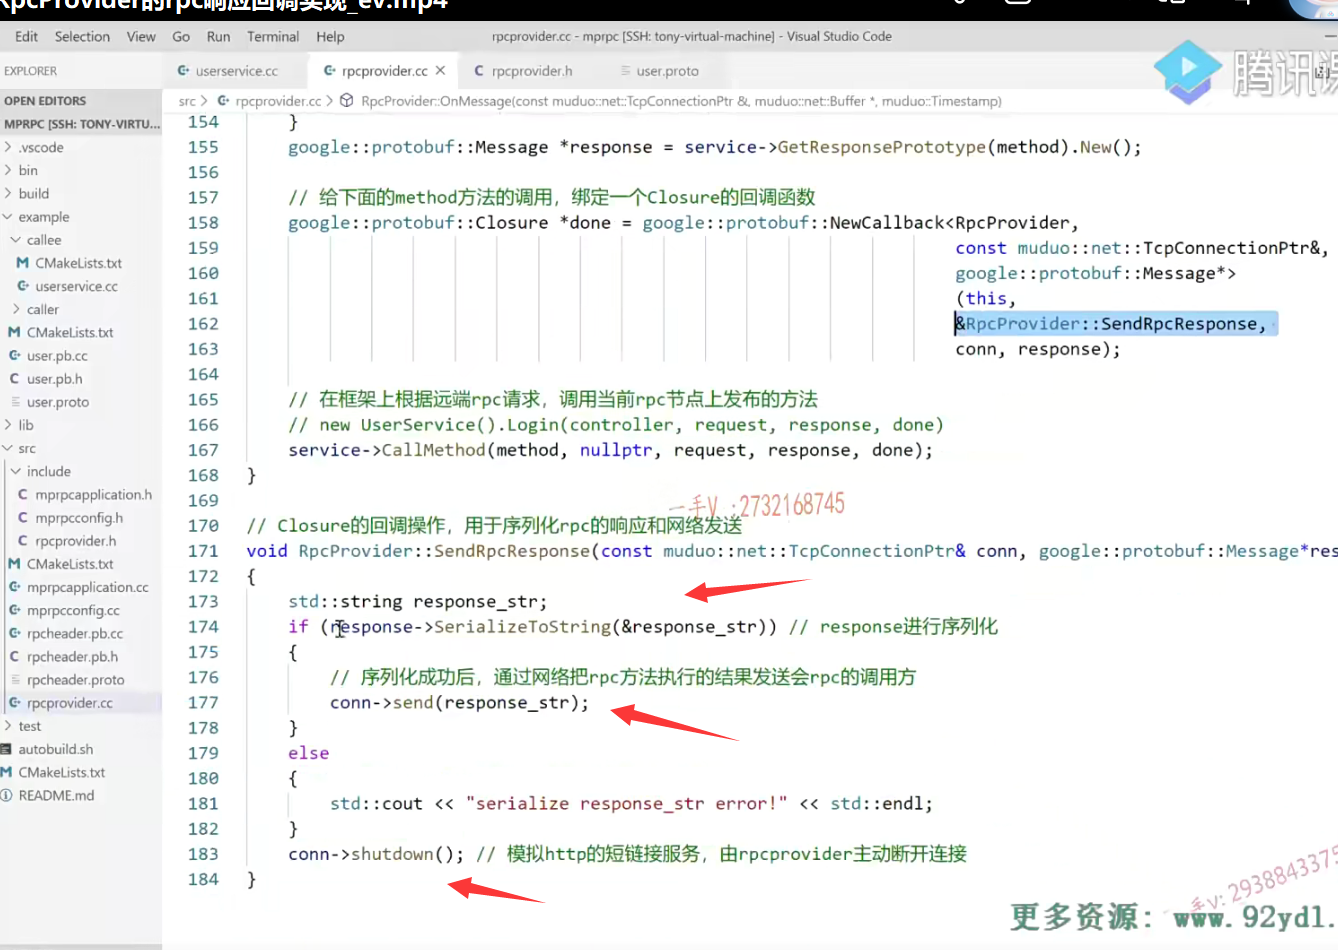 RpcProvider的rpc响应回调实现_ev.mp4
Edit Selection View Go Run Terminal Help
rpcprovider.cc - mprpc [SSH: tony-virtual-machine] - Visual Studio Code
EXPLORER
userservice.cc
rpcprovider.cc ×
rpcprovider.h
user.proto
腾讯课
OPEN EDITORS
src > rpcprovider.cc > RpcProvider::OnMessage(const muduo::net::TcpConnectionPtr &, muduo::net::Buffer *, muduo::Timestamp)
MPRPC [SSH: TONY-VIRTU...
.vscode
bin
build
example
callee
CMakeLists.txt
userservice.cc
caller
CMakeLists.txt
user.pb.cc
user.pb.h
user.proto
lib
src
include
mprpcapplication.h
mprpcconfig.h
rpcprovider.h
CMakeLists.txt
mprpcapplication.cc
mprpcconfig.cc
rpcheader.pb.cc
rpcheader.pb.h
rpcheader.proto
rpcprovider.cc
test
autobuild.sh
CMakeLists.txt
README.md
154 }
155 google::protobuf::Message *response = service->GetResponsePrototype(method).New();
156
157 // 给下面的method方法的调用，绑定一个Closure的回调函数
158 google::protobuf::Closure *done = google::protobuf::NewCallback<RpcProvider,
159 const muduo::net::TcpConnectionPtr&,
160 google::protobuf::Message*>
161 (this,
162 &RpcProvider::SendRpcResponse,
163 conn, response);
164
165 // 在框架上根据远端rpc请求，调用当前rpc节点上发布的方法
166 // new UserService().Login(controller, request, response, done)
167 service->CallMethod(method, nullptr, request, response, done);
168 }
169
一手V :2732168745
170 // Closure的回调操作，用于序列化rpc的响应和网络发送
171 void RpcProvider::SendRpcResponse(const muduo::net::TcpConnectionPtr& conn, google::protobuf::Message*res
172 {
173 std::string response_str;
174 if (response->SerializeToString(&response_str)) // response进行序列化
175 {
176 // 序列化成功后，通过网络把rpc方法执行的结果发送会rpc的调用方
177 conn->send(response_str);
178 }
179 else
180 {
181 std::cout << "serialize response_str error!" << std::endl;
182 }
183 conn->shutdown(); // 模拟http的短链接服务，由rpcprovider主动断开连接
184 }
手v: 2938843375
更多资源: www.92ydl.